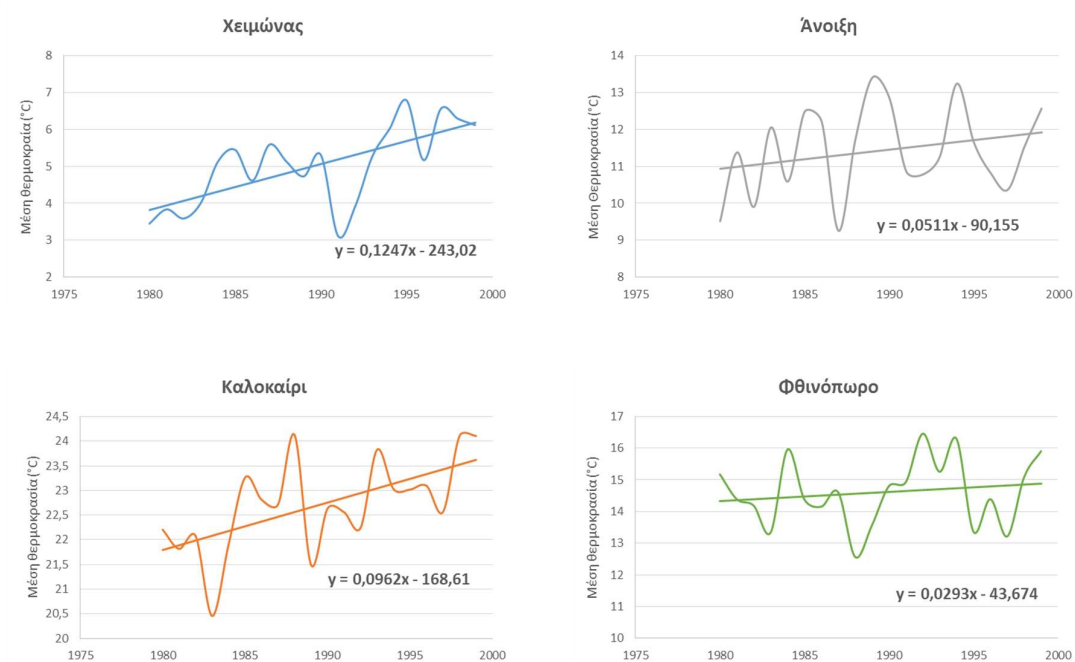 Χειμώνας
Μέση θερμοκραία (°C)
8
7
6
5
4
3
2
y = 0,1247x - 243,02
1975 1980 1985 1990 1995 2000
Άνοιξη
Μέση Θερμοκρασία (°C)
14
13
12
11
10
9
8
y = 0,0511x - 90,155
1975 1980 1985 1990 1995 2000
Καλοκαίρι
Μέση θερμοκραία (°C)
24,5
24
23,5
23
22,5
22
21,5
21
20,5
20
y = 0,0962x - 168,61
1975 1980 1985 1990 1995 2000
Φθινόπωρο
Μέση θερμοκρασία (°C)
17
16
15
14
13
12
11
10
y = 0,0293x - 43,674
1975 1980 1985 1990 1995 2000